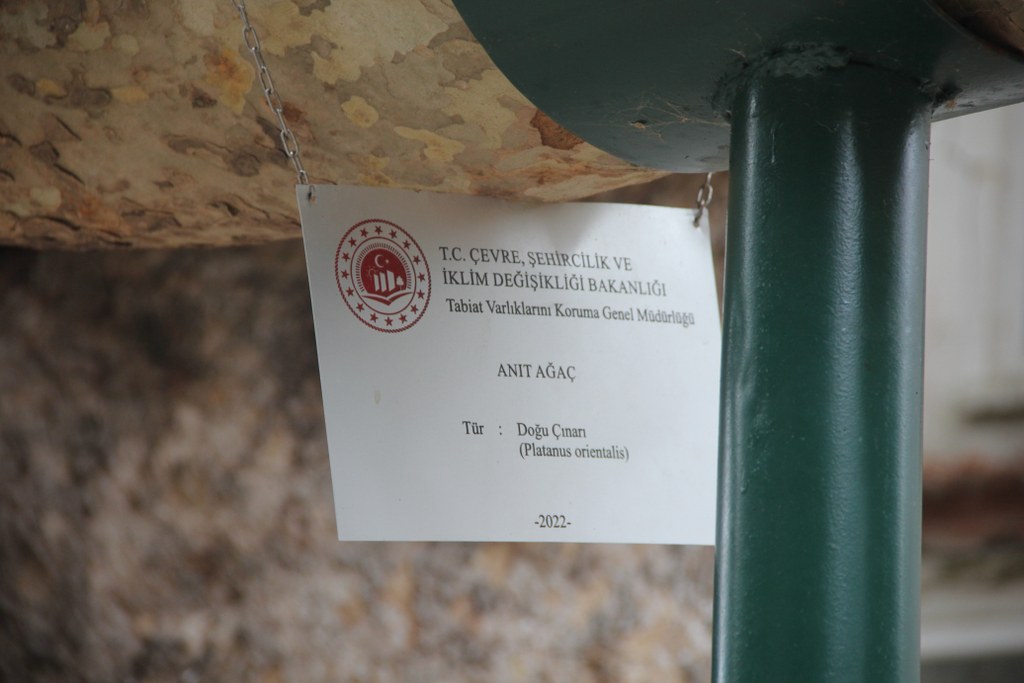 T.C. ÇEVRE, ŞEHİRCİLİK VE
İKLİM DEĞİŞİKLİĞİ BAKANLIĞI
Tabiat Varlıklarını Koruma Genel Müdürlüğü
ANIT AĞAÇ
Tür : Doğu Çınarı
(Platanus orientalis)
-2022-